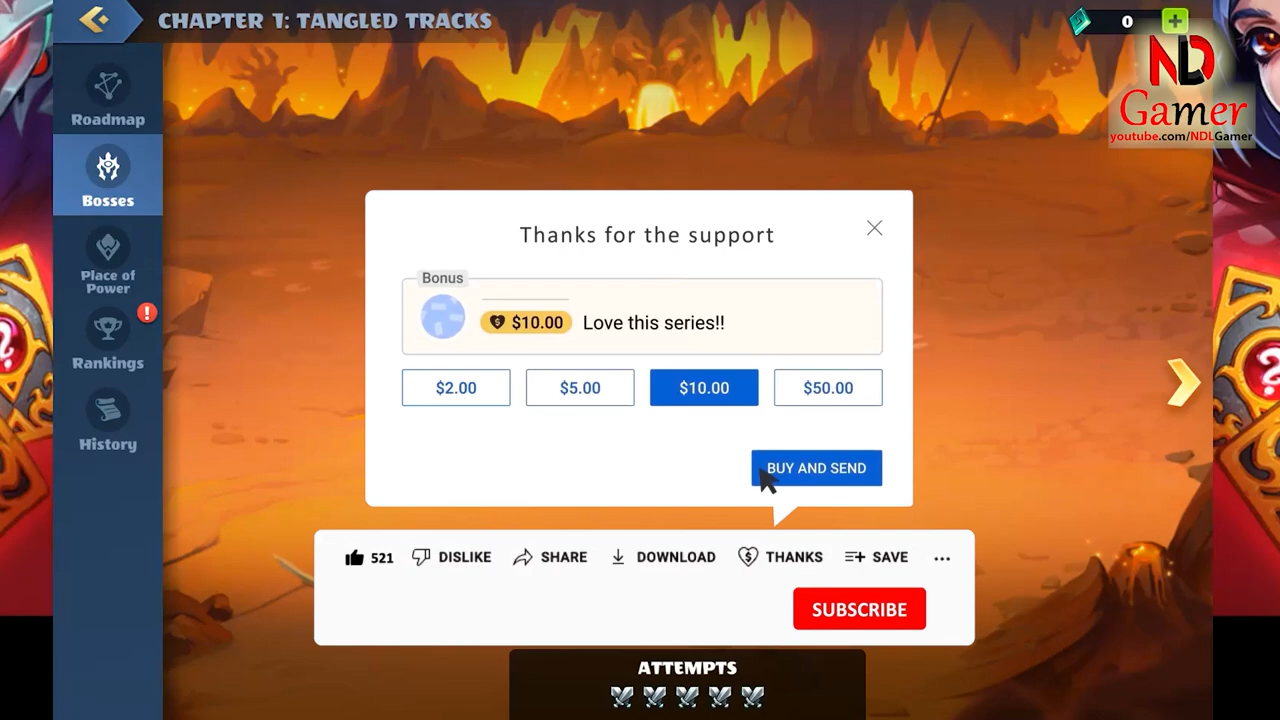 CHAPTER 1: TANGLED TRACKS
0
ND
Gamer
youtube.com/NDLGamer
Roadmap
Bosses
Place of
Power
Rankings
History
Thanks for the support
Bonus
$10.00 Love this series!!
$2.00 $5.00 $10.00 $50.00
BUY AND SEND
521 DISLIKE SHARE DOWNLOAD THANKS SAVE
SUBSCRIBE
ATTEMPTS